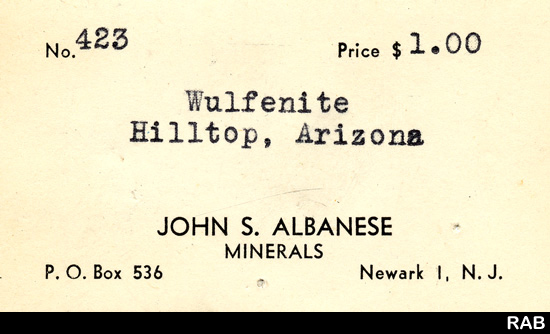 No. 423 Price $ 1.00
Wulfenite
Hilltop, Arizona
JOHN S. ALBANESE
MINERALS
P. O. Box 536 Newark 1, N. J.
RAB